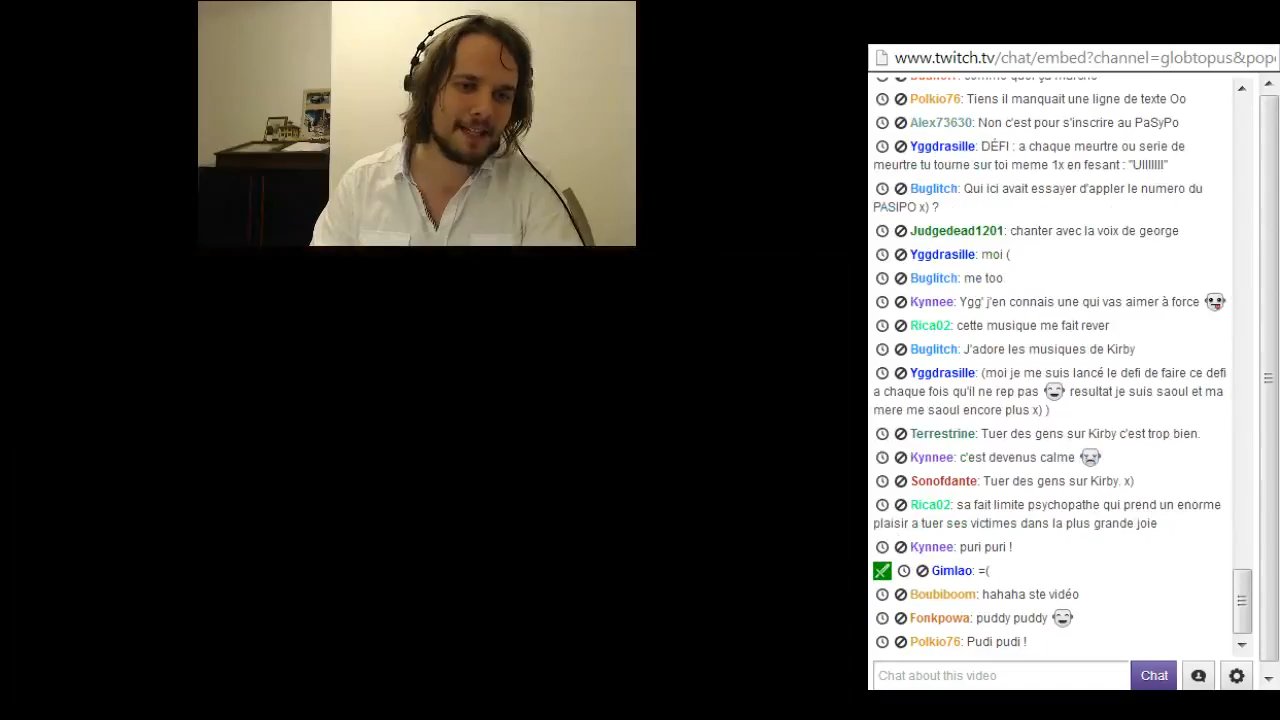 www.twitch.tv/chat/embed?channel=globtopus&pop
Polkio76: Tiens il manquait une ligne de texte Oo
Alex73630: Non c'est pour s'inscrire au PaSyPo
Yggdrasille: DÉFI : a chaque meurtre ou serie de
meurtre tu tourne sur toi meme 1x en fesant : "UIIIIIII"
Buglitch: Qui ici avait essayer d'appler le numero du
PASIPO x) ?
Judgedead1201: chanter avec la voix de george
Yggdrasille: moi (
Buglitch: me too
Kynnee: Ygg' j'en connais une qui vas aimer à force
Rica02: cette musique me fait rever
Buglitch: J'adore les musiques de Kirby
Yggdrasille: (moi je me suis lancé le defi de faire ce defi
a chaque fois qu'il ne rep pas resultat je suis saoul et ma
mere me saoul encore plus x) )
Terrestrine: Tuer des gens sur Kirby c'est trop bien.
Kynnee: c'est devenus calme
Sonofdante: Tuer des gens sur Kirby. x)
Rica02: sa fait limite psychopathe qui prend un enorme
plaisir a tuer ses victimes dans la plus grande joie
Kynnee: puri puri !
Gimlao: =(
Boubiboom: hahaha ste vidéo
Fonkpowa: puddy puddy
Polkio76: Pudi pudi !
Chat about this video
Chat